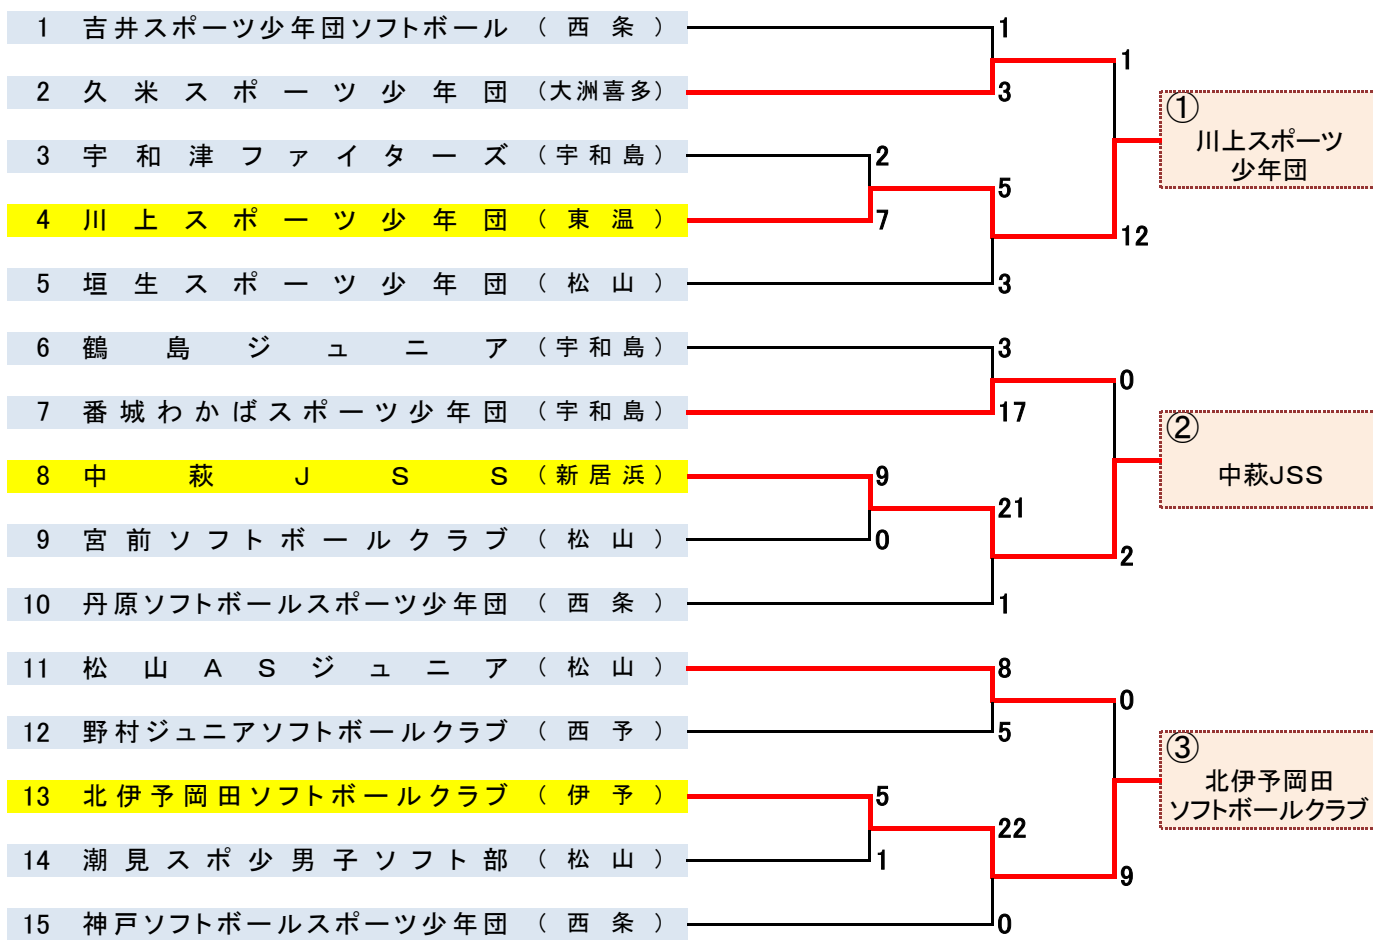 1 吉井スポーツ少年団ソフトボール （西条） 1
1
2 久米スポーツ少年団 （大洲喜多） 3
①
川上スポーツ
少年団
3 宇和津ファイターズ （宇和島） 2
5
4 川上スポーツ少年団 （東温） 7
12
5 垣生スポーツ少年団 （松山） 3
6 鶴島ジュニア （宇和島） 3
0
7 番城わかばスポーツ少年団 （宇和島） 17
②
中萩JSS
8 中萩JSS （新居浜） 9
21
9 宮前ソフトボールクラブ （松山） 0
2
10 丹原ソフトボールスポーツ少年団 （西条） 1
11 松山ASジュニア （松山） 8
0
12 野村ジュニアソフトボールクラブ （西予） 5
③
北伊予岡田
ソフトボールクラブ
13 北伊予岡田ソフトボールクラブ （伊予） 5
22
14 潮見スポ少男子ソフト部 （松山） 1
9
15 神戸ソフトボールスポーツ少年団 （西条） 0